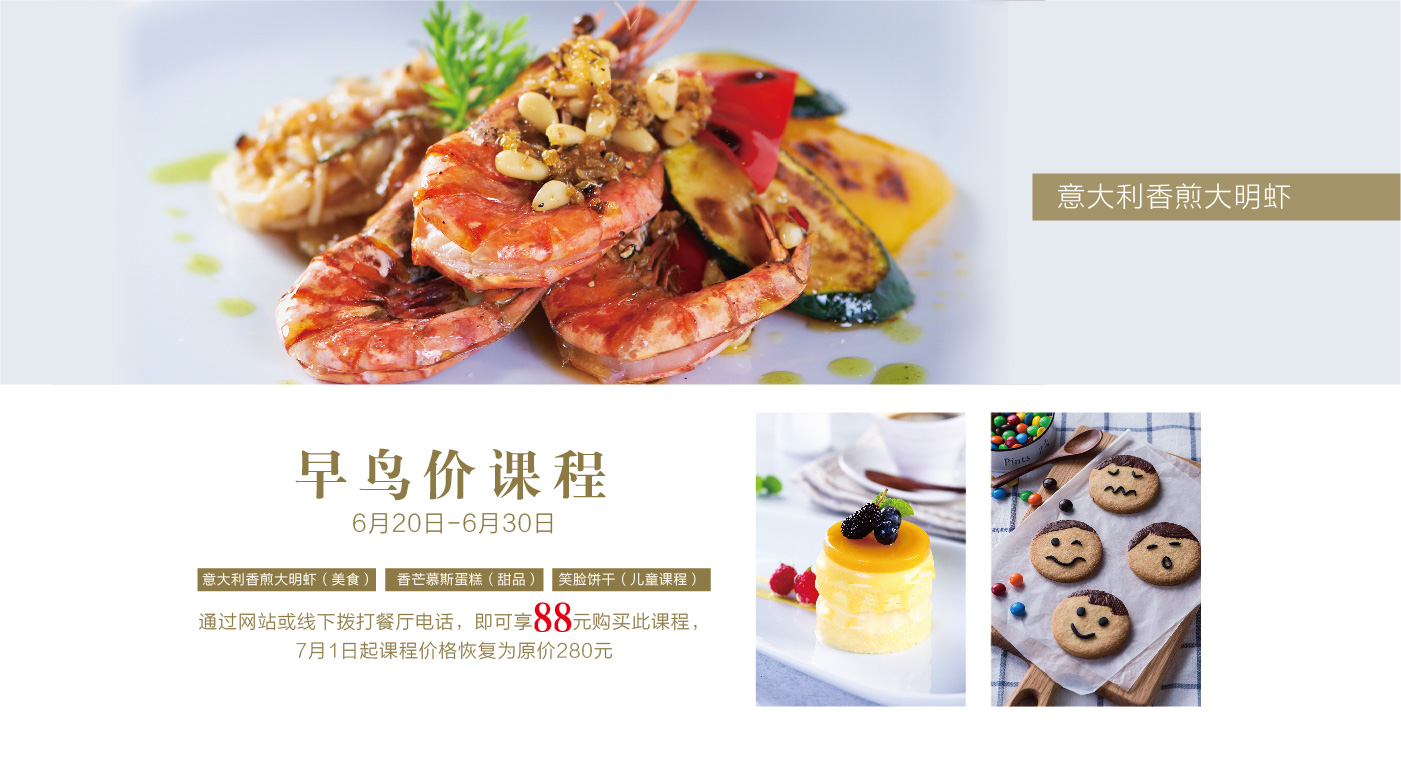 意大利香煎大明虾
早鸟价课程
6月20日-6月30日
意大利香煎大明虾（美食）
香芒慕斯蛋糕（甜品）
笑脸饼干（儿童课程）
通过网站或线下拨打餐厅电话，即可享88元购买此课程，
7月1日起课程价格恢复为原价280元
Pints